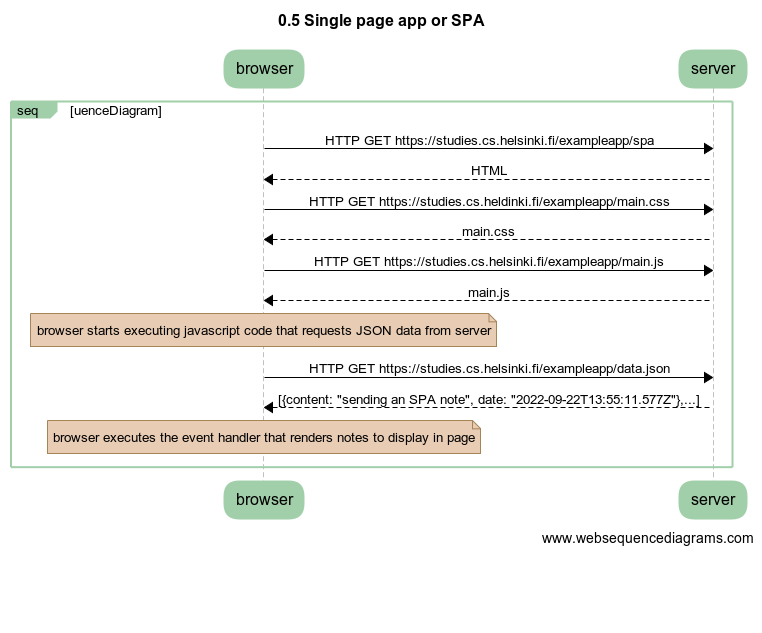 0.5 Single page app or SPA
browser server
seq [uenceDiagram]
HTTP GET https://studies.cs.helsinki.fi/exampleapp/spa
HTML
HTTP GET https://studies.cs.heldinki.fi/exampleapp/main.css
main.css
HTTP GET https://studies.cs.helsinki.fi/exampleapp/main.js
main.js
browser starts executing javascript code that requests JSON data from server
HTTP GET https://studies.cs.helsinki.fi/exampleapp/data.json
[{content: "sending an SPA note", date: "2022-09-22T13:55:11.577Z"},...]
browser executes the event handler that renders notes to display in page
browser server
www.websequencediagrams.com